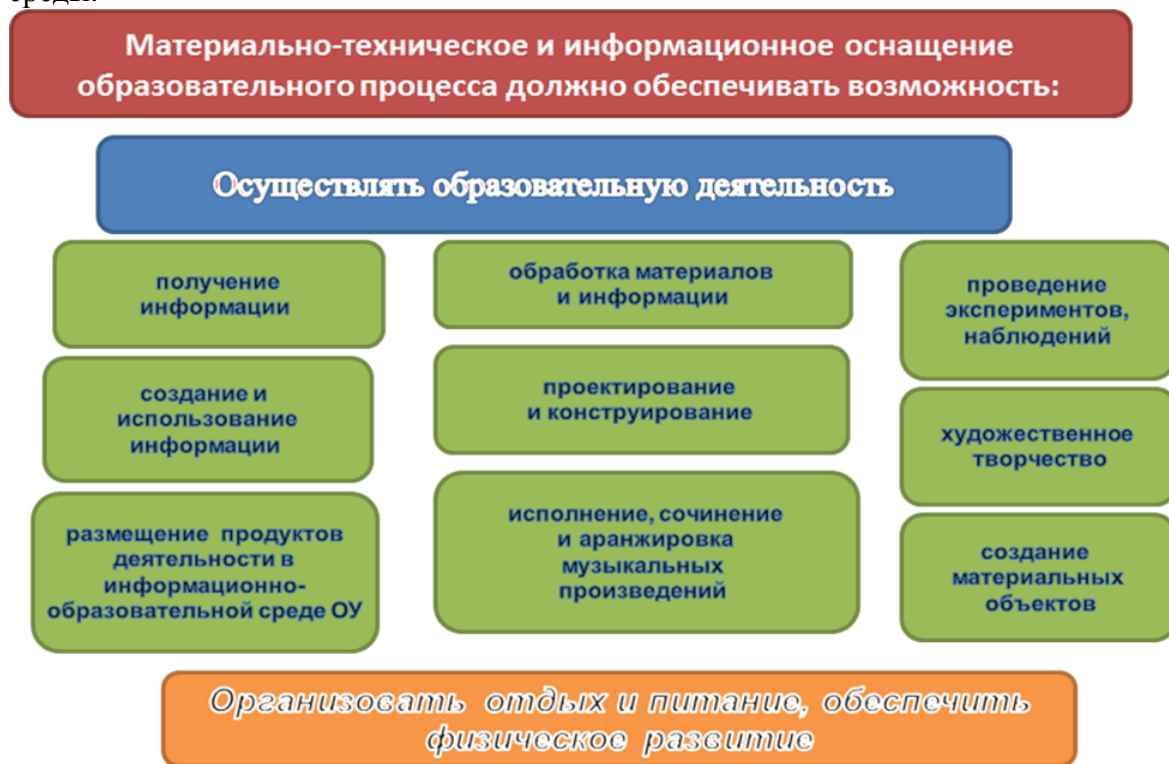 среды.
Материально-техническое и информационное оснащение
образовательного процесса должно обеспечивать возможность:
Осуществлять образовательную деятельность
получение
информации
создание и
использование
информации
размещение продуктов
деятельности в
информационно-
образовательной среде ОУ
обработка материалов
и информации
проектирование
и конструирование
исполнение, сочинение
и аранжировка
музыкальных
произведений
проведение
экспериментов,
наблюдений
художественное
творчество
создание
материальных
объектов
Организовать отдых и питание, обеспечить
физическое развитие